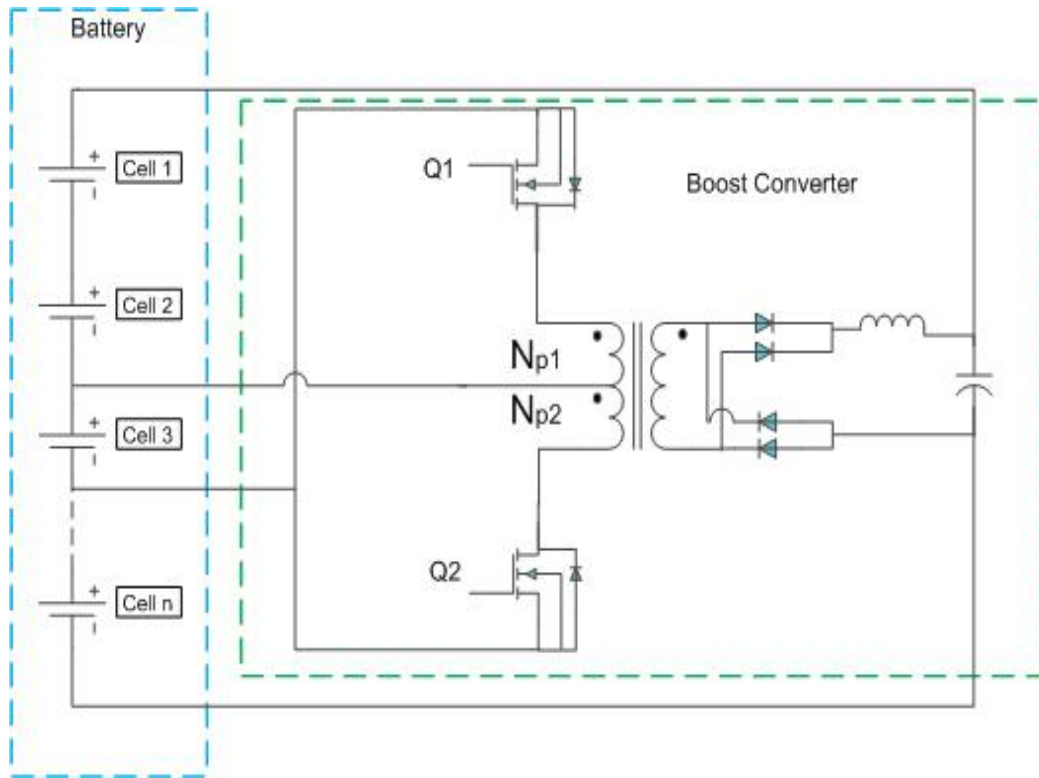 Battery
Cell 1
Q1
Boost Converter
Cell 2
Np1
Np2
Cell 3
Q2
Cell n